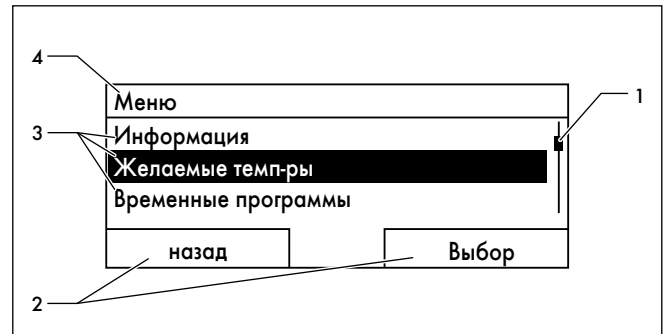 4
Меню
1
3
Информация
Желаемые темп-ры
Временные программы
назад
Выбор
2